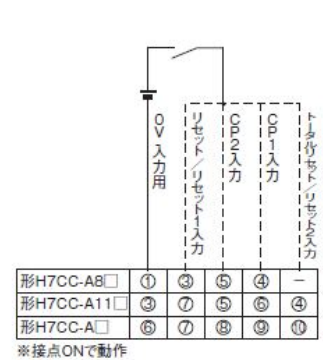 0V 入力用
リセット/リセット1入力
CP2入力
CP1入力
トータルリセット/リセット2入力
形H7CC-A8□ ① ③ ⑤ ④ −
形H7CC-A11□ ③ ⑦ ⑤ ⑥ ④
形H7CC-A□ ⑥ ⑦ ⑧ ⑨ ⑩
※接点ONで動作